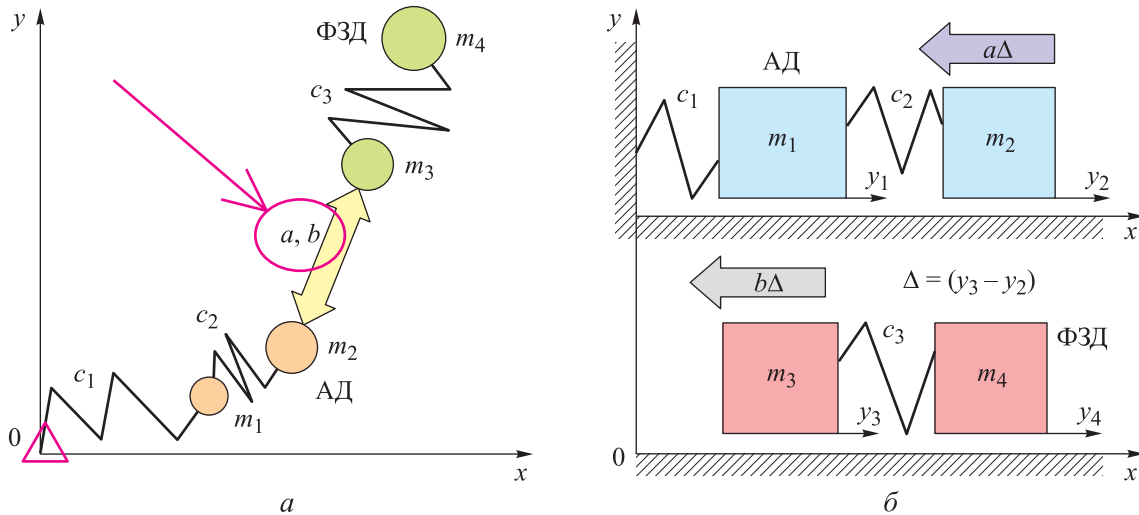 y
ФЗД
m4
c3
m3
a, b
c2
m2
c1
АД
m1
0
x
а
y
АД
aΔ
c1
c2
m1
m2
y1
y2
x
bΔ
Δ = (y3 – y2)
c3
ФЗД
m3
m4
y3
y4
0
x
б